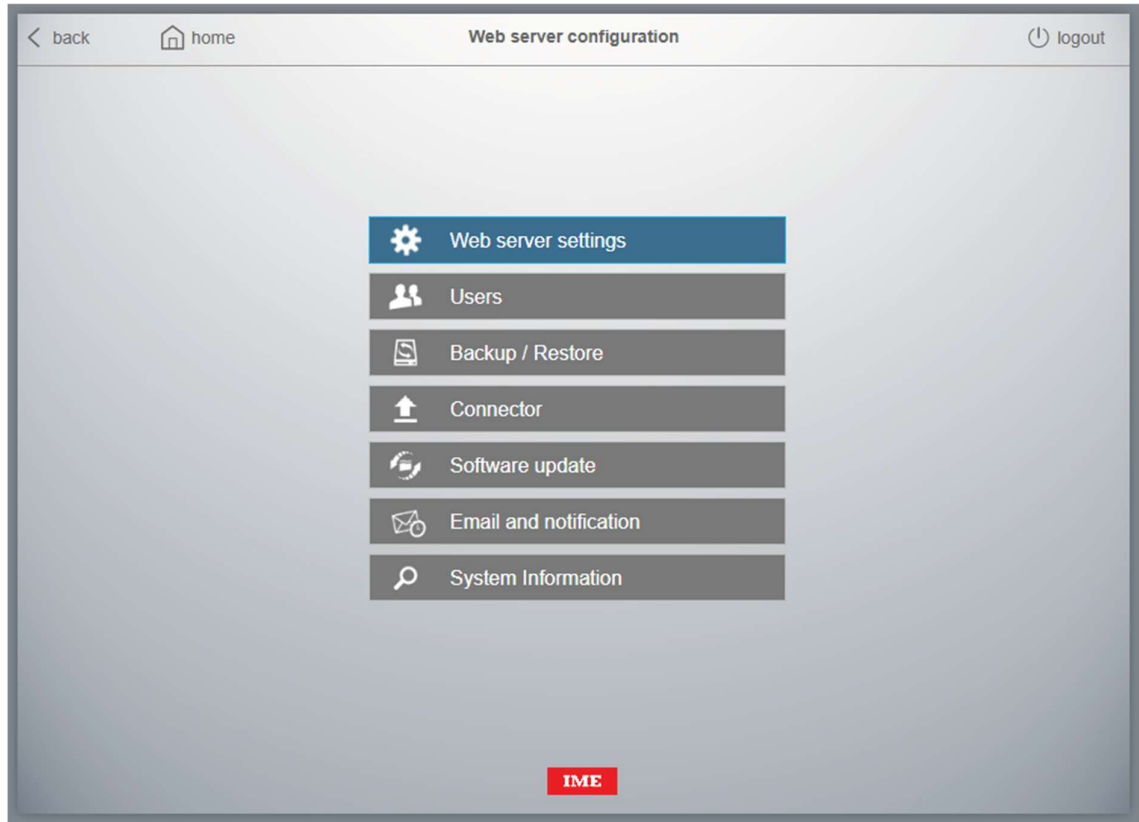 back home Web server configuration logout
Web server settings
Users
Backup / Restore
Connector
Software update
Email and notification
System Information
IME